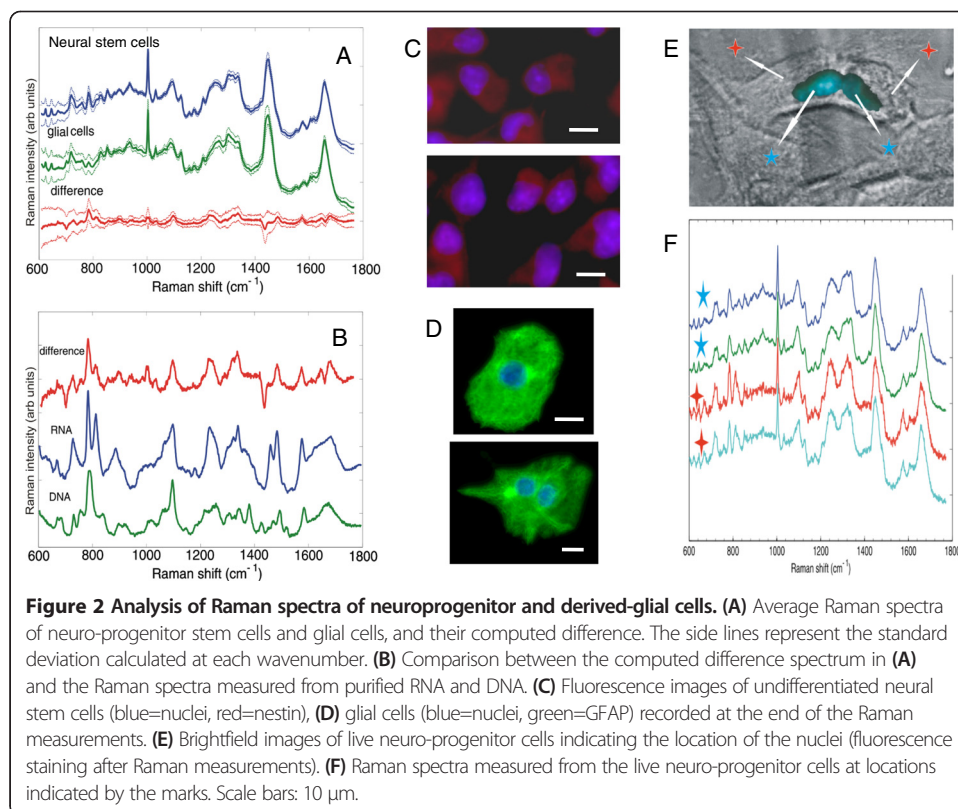 A
Neural stem cells
glial cells
difference
Raman intensity (arb units)
600 800 1000 1200 1400 1600 1800
Raman shift (cm-1)
B
difference
RNA
DNA
Raman intensity (arb units)
600 800 1000 1200 1400 1600 1800
Raman shift (cm-1)
C
D
E
F
600 800 1000 1200 1400 1600 1800
Raman shift (cm-1)
Figure 2 Analysis of Raman spectra of neuroprogenitor and derived-glial cells. (A) Average Raman spectra
of neuro-progenitor stem cells and glial cells, and their computed difference. The side lines represent the standard
deviation calculated at each wavenumber. (B) Comparison between the computed difference spectrum in (A)
and the Raman spectra measured from purified RNA and DNA. (C) Fluorescence images of undifferentiated neural
stem cells (blue=nuclei, red=nestin), (D) glial cells (blue=nuclei, green=GFAP) recorded at the end of the Raman
measurements. (E) Brightfield images of live neuro-progenitor cells indicating the location of the nuclei (fluorescence
staining after Raman measurements). (F) Raman spectra measured from the live neuro-progenitor cells at locations
indicated by the marks. Scale bars: 10 μm.